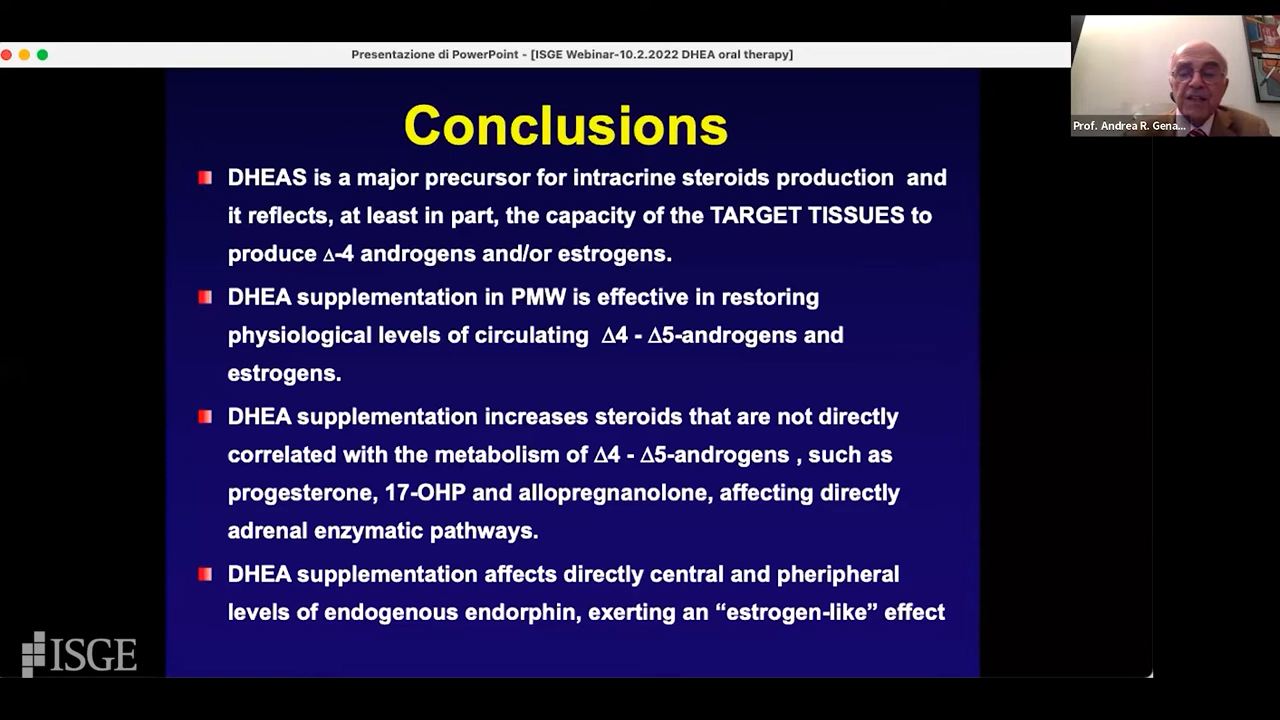 Presentazione di PowerPoint - [ISGE Webinar-10.2.2022 DHEA oral therapy]
Prof. Andrea R. Gena...
Conclusions
DHEAS is a major precursor for intracrine steroids production and
it reflects, at least in part, the capacity of the TARGET TISSUES to
produce Δ-4 androgens and/or estrogens.
DHEA supplementation in PMW is effective in restoring
physiological levels of circulating Δ4 - Δ5-androgens and
estrogens.
DHEA supplementation increases steroids that are not directly
correlated with the metabolism of Δ4 - Δ5-androgens , such as
progesterone, 17-OHP and allopregnanolone, affecting directly
adrenal enzymatic pathways.
DHEA supplementation affects directly central and pheripheral
levels of endogenous endorphin, exerting an “estrogen-like” effect
ISGE